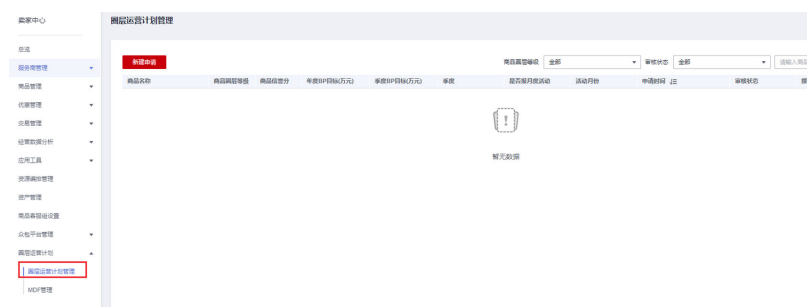 卖家中心
圈层运营计划管理
总览
服务商管理
商品管理
优惠管理
交易管理
经营数据分析
应用工具
资源编排管理
资产管理
商品客服组设置
众包平台管理
圈层运营计划
圈层运营计划管理
MDF管理
新建申请
商品圈层等级 全部
审核状态 全部
请输入商品
商品名称 商品圈层等级 商品信誉分 年度BP目标(万元) 季度BP目标(万元) 季度 是否报月度活动 活动月份 申请时间 审核状态
暂无数据